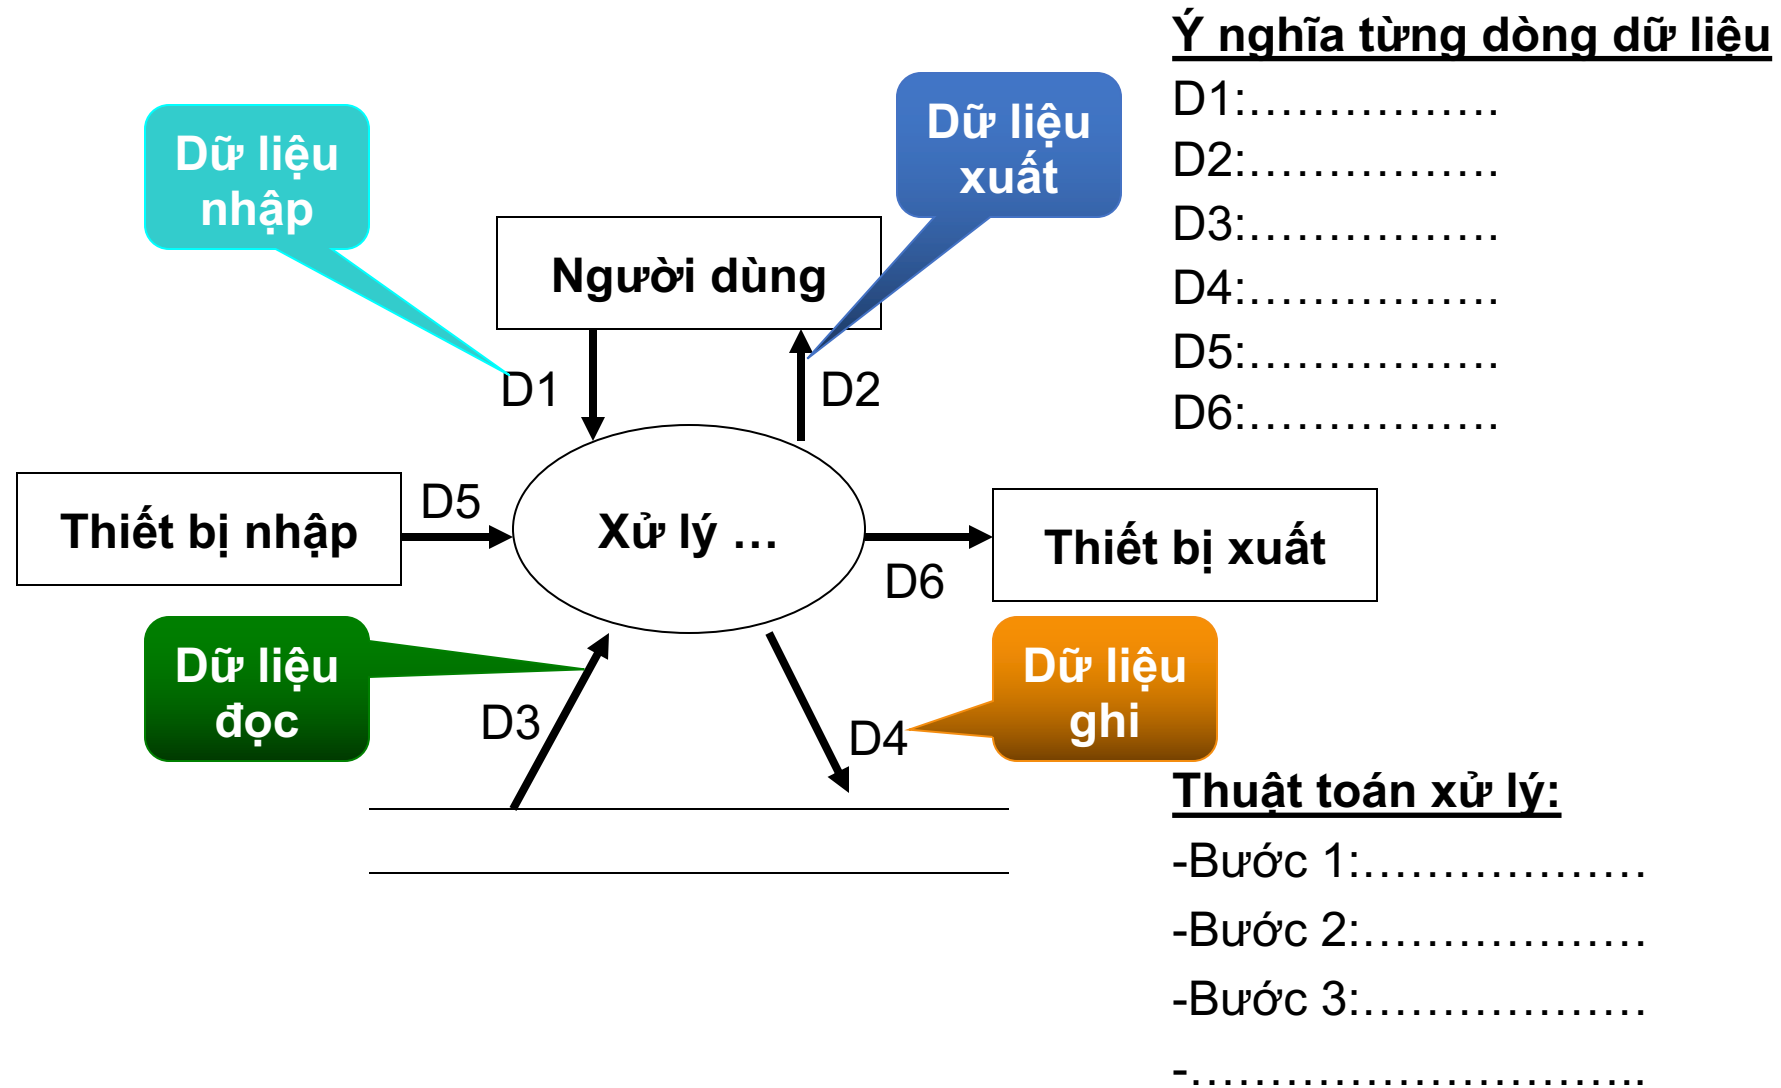 Ý nghĩa từng dòng dữ liệu
D1:…………….
D2:…………….
D3:…………….
D4:…………….
D5:…………….
D6:…………….
Dữ liệu
nhập
Dữ liệu
xuất
Người dùng
D1
D2
Thiết bị nhập
D5
Xử lý …
D6
Thiết bị xuất
Dữ liệu
đọc
D3
D4
Dữ liệu
ghi
Thuật toán xử lý:
-Bước 1:………………
-Bước 2:………………
-Bước 3:………………
-………………………..